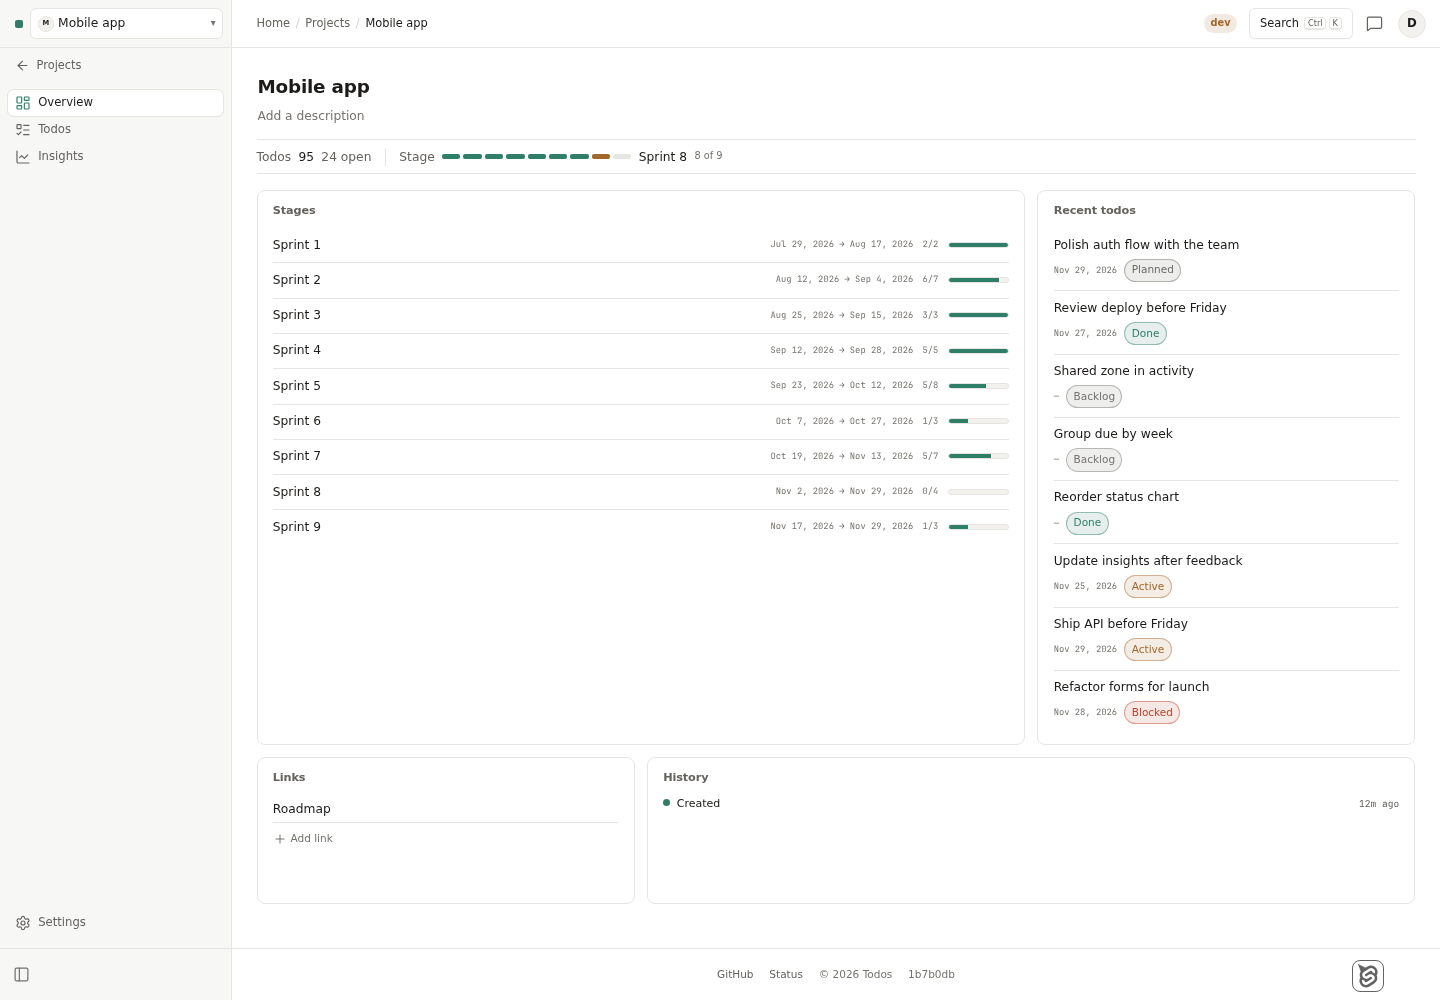 M Mobile app
Home / Projects / Mobile app
dev
Search Ctrl K
D
Projects
Overview
Todos
Insights
Settings
Mobile app
Add a description
Todos 95 24 open
Stage Sprint 8 8 of 9
Stages
Sprint 1 Jul 29, 2026 → Aug 17, 2026 2/2
Sprint 2 Aug 12, 2026 → Sep 4, 2026 6/7
Sprint 3 Aug 25, 2026 → Sep 15, 2026 3/3
Sprint 4 Sep 12, 2026 → Sep 28, 2026 5/5
Sprint 5 Sep 23, 2026 → Oct 12, 2026 5/8
Sprint 6 Oct 7, 2026 → Oct 27, 2026 1/3
Sprint 7 Oct 19, 2026 → Nov 13, 2026 5/7
Sprint 8 Nov 2, 2026 → Nov 29, 2026 0/4
Sprint 9 Nov 17, 2026 → Nov 29, 2026 1/3
Recent todos
Polish auth flow with the team
Nov 29, 2026 Planned
Review deploy before Friday
Nov 27, 2026 Done
Shared zone in activity
– Backlog
Group due by week
– Backlog
Reorder status chart
– Done
Update insights after feedback
Nov 25, 2026 Active
Ship API before Friday
Nov 29, 2026 Active
Refactor forms for launch
Nov 28, 2026 Blocked
Links
Roadmap
Add link
History
Created 12m ago
GitHub Status © 2026 Todos 1b7b0db